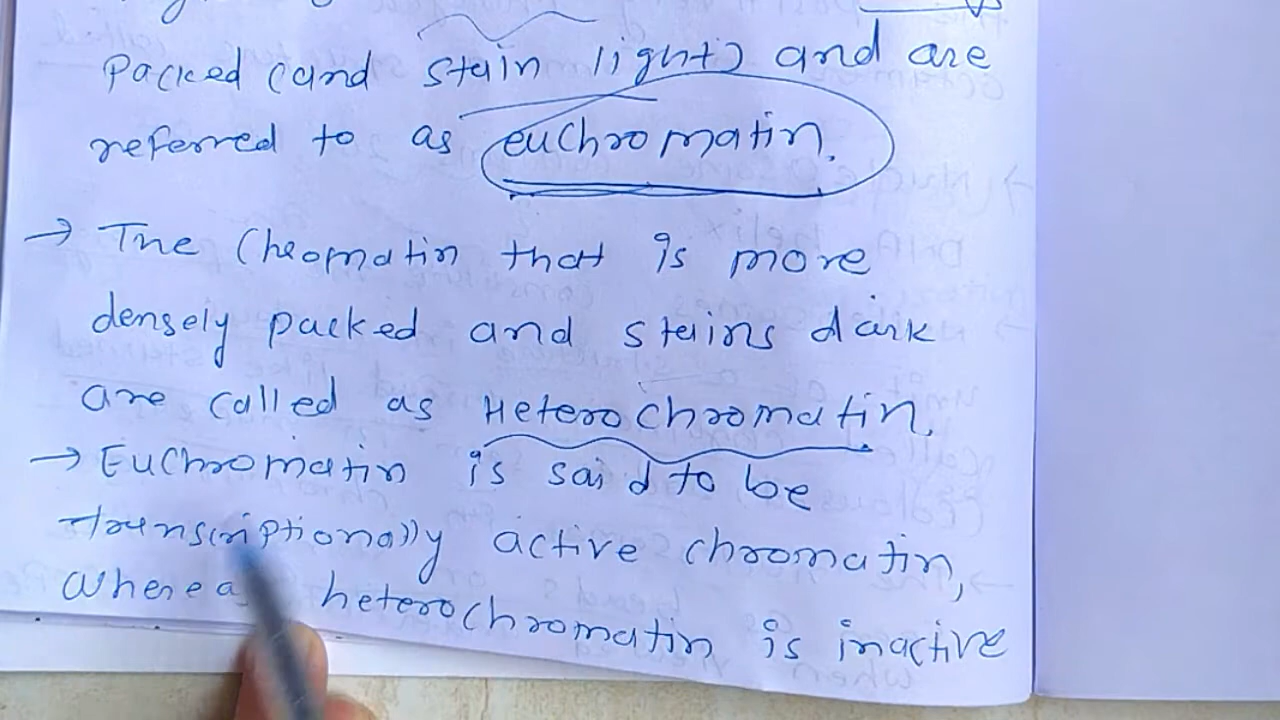 Packed (and stain light) and are
referred to as euchromatin.
→ The Chromatin that is more
densely packed and stains dark
are called as Heterochromatin.
→ Euchromatin is said to be
transcriptionally active chromatin,
Whereas heterochromatin is inactive